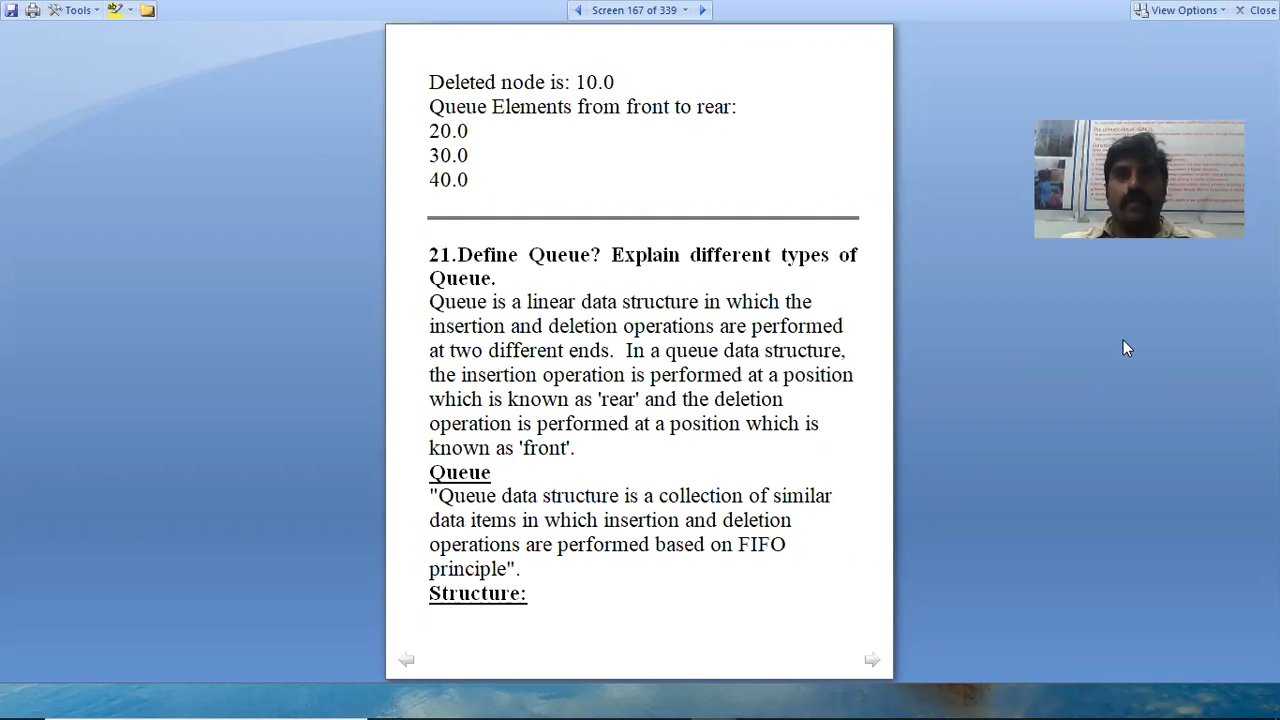 Tools
Screen 167 of 339
View Options
Close
Deleted node is: 10.0
Queue Elements from front to rear:
20.0
30.0
40.0
21.Define Queue? Explain different types of
Queue.
Queue is a linear data structure in which the
insertion and deletion operations are performed
at two different ends.  In a queue data structure,
the insertion operation is performed at a position
which is known as 'rear' and the deletion
operation is performed at a position which is
known as 'front'.
Queue
"Queue data structure is a collection of similar
data items in which insertion and deletion
operations are performed based on FIFO
principle".
Structure: